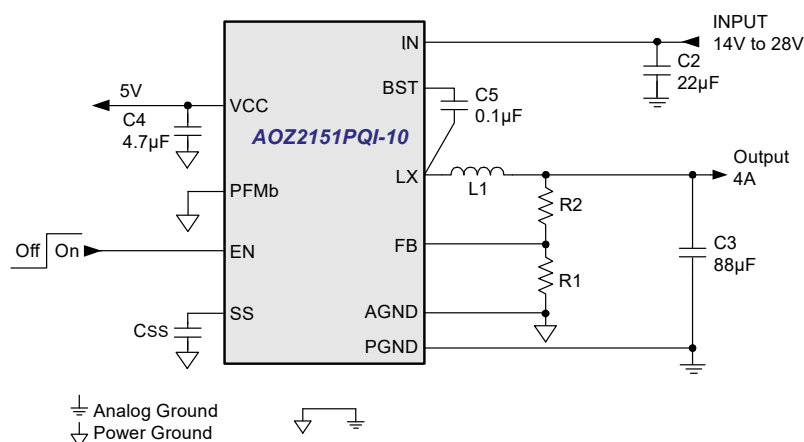 INPUT
14V to 28V
IN
C2
22µF
BST
C5
0.1µF
5V
VCC
C4
4.7µF
AOZ2151PQI-10
LX
L1
Output
4A
PFMb
R2
Off
On
EN
FB
C3
88µF
R1
SS
CSS
AGND
PGND
Analog Ground
Power Ground